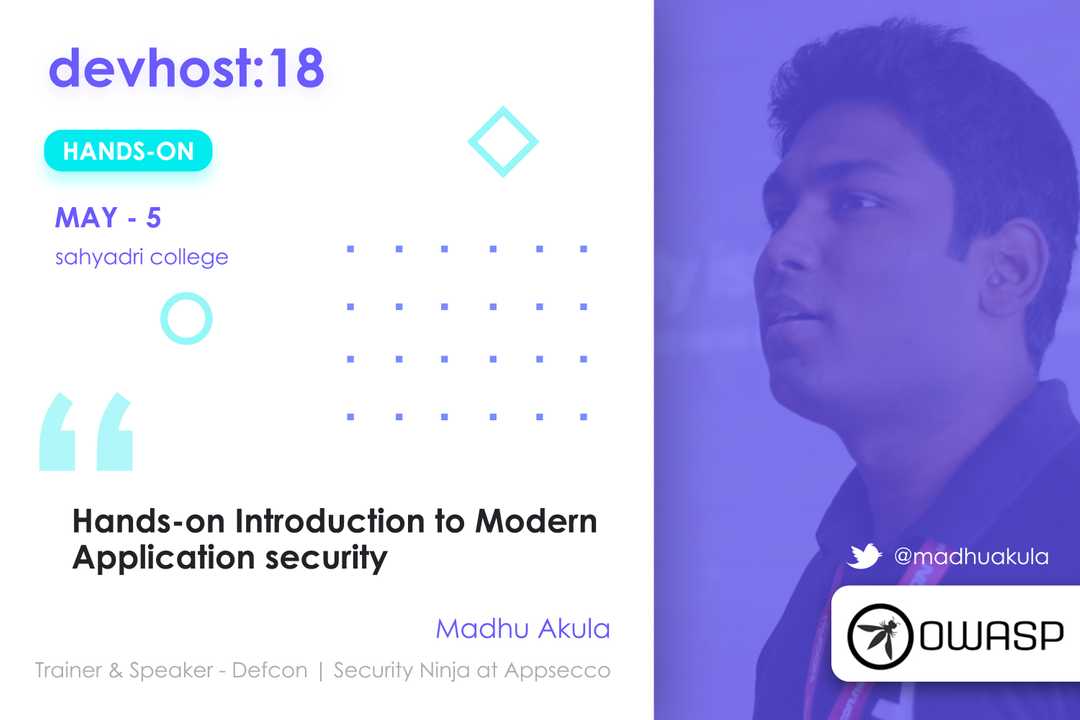 devhost:18
HANDS-ON
MAY - 5
sahyadri college
“
Hands-on Introduction to Modern
Application security
Madhu Akula
Trainer & Speaker - Defcon | Security Ninja at Appsecco
@madhuakula
OWASP